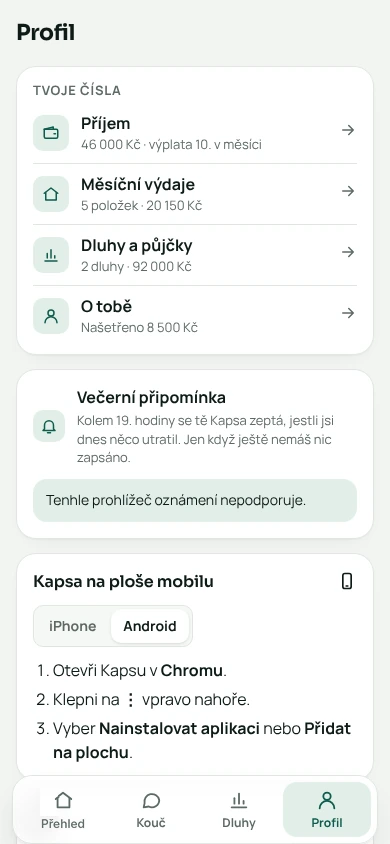 Profil
TVOJE ČÍSLA
Příjem
46 000 Kč · výplata 10. v měsíci
Měsíční výdaje
5 položek · 20 150 Kč
Dluhy a půjčky
2 dluhy · 92 000 Kč
O tobě
Našetřeno 8 500 Kč
Večerní připomínka
Kolem 19. hodiny se tě Kapsa zeptá, jestli jsi
dnes něco utratil. Jen když ještě nemáš nic
zapsáno.
Tenhle prohlížeč oznámení nepodporuje.
Kapsa na ploše mobilu
iPhone
Android
1. Otevři Kapsu v Chromu.
2. Klepni na ⋮ vpravo nahoře.
3. Vyber Nainstalovat aplikaci nebo Přidat
na plochu.
Přehled
Kouč
Dluhy
Profil